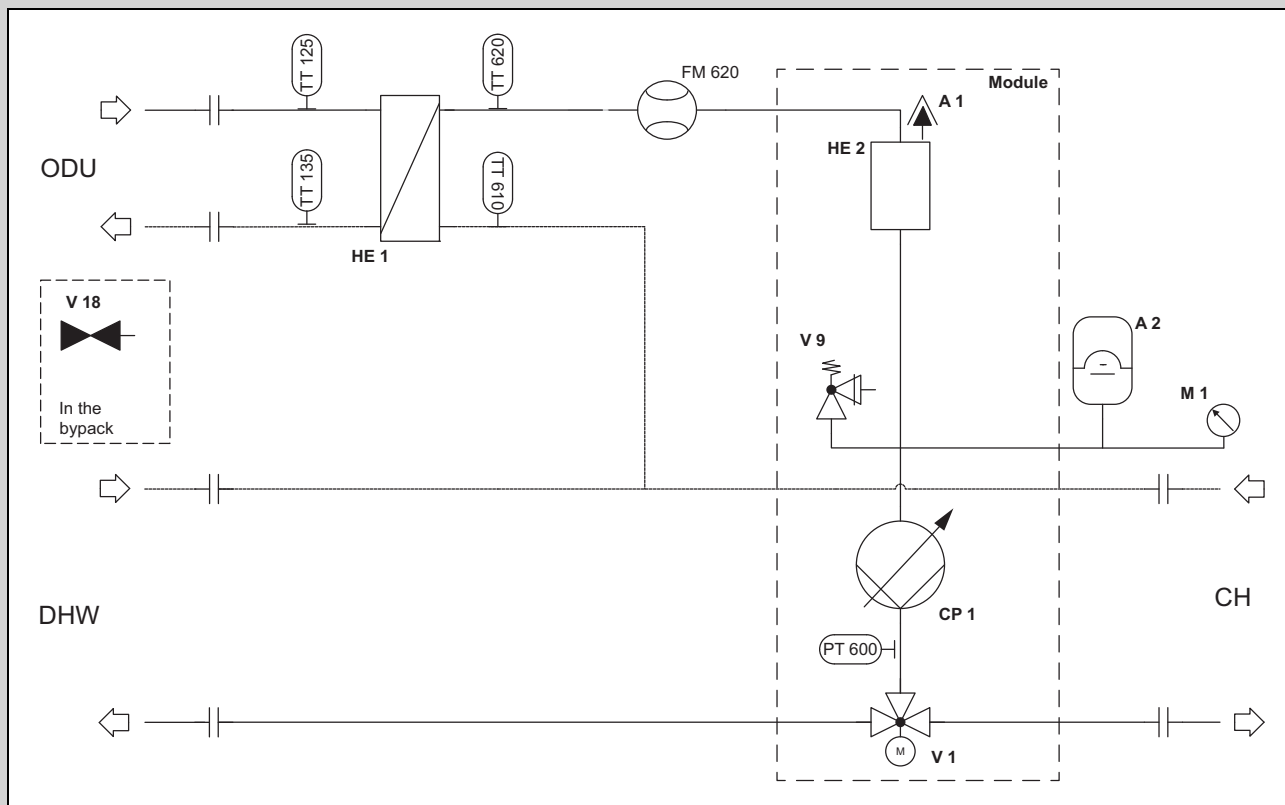 TT 125
TT 620
FM 620
Module
A 1
HE 2
ODU
TT 135
TT 610
HE 1
V 18
In the
bypack
V 9
A 2
M 1
DHW
CP 1
CH
PT 600
M
V 1